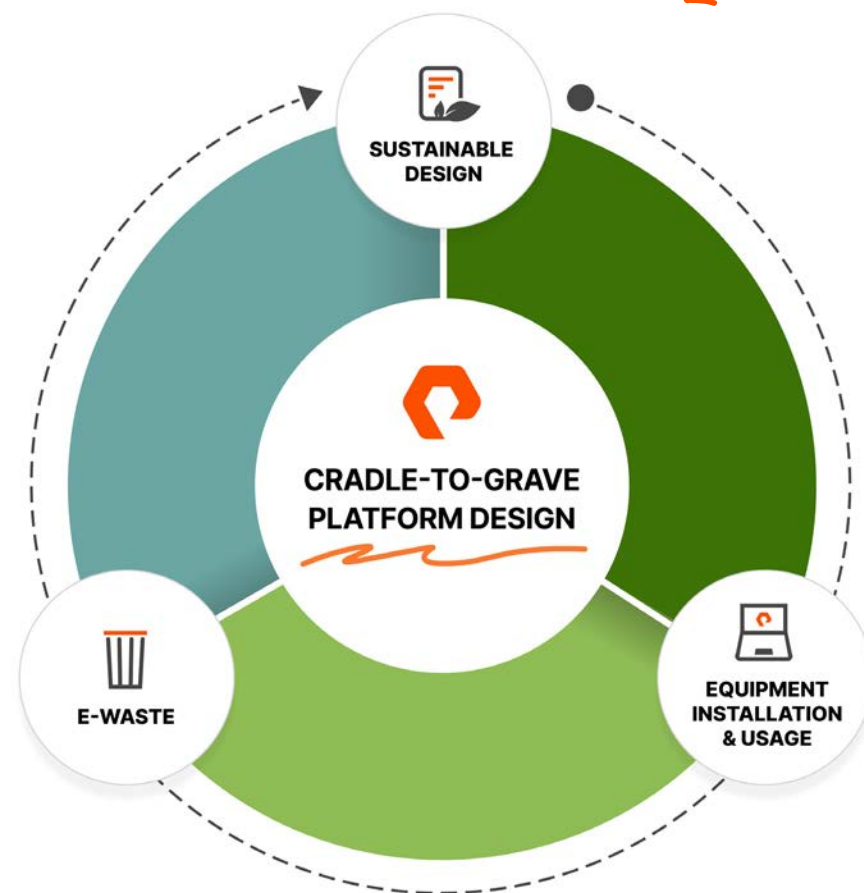 SUSTAINABLE
DESIGN
CRADLE-TO-GRAVE
PLATFORM DESIGN
E-WASTE
EQUIPMENT
INSTALLATION
& USAGE